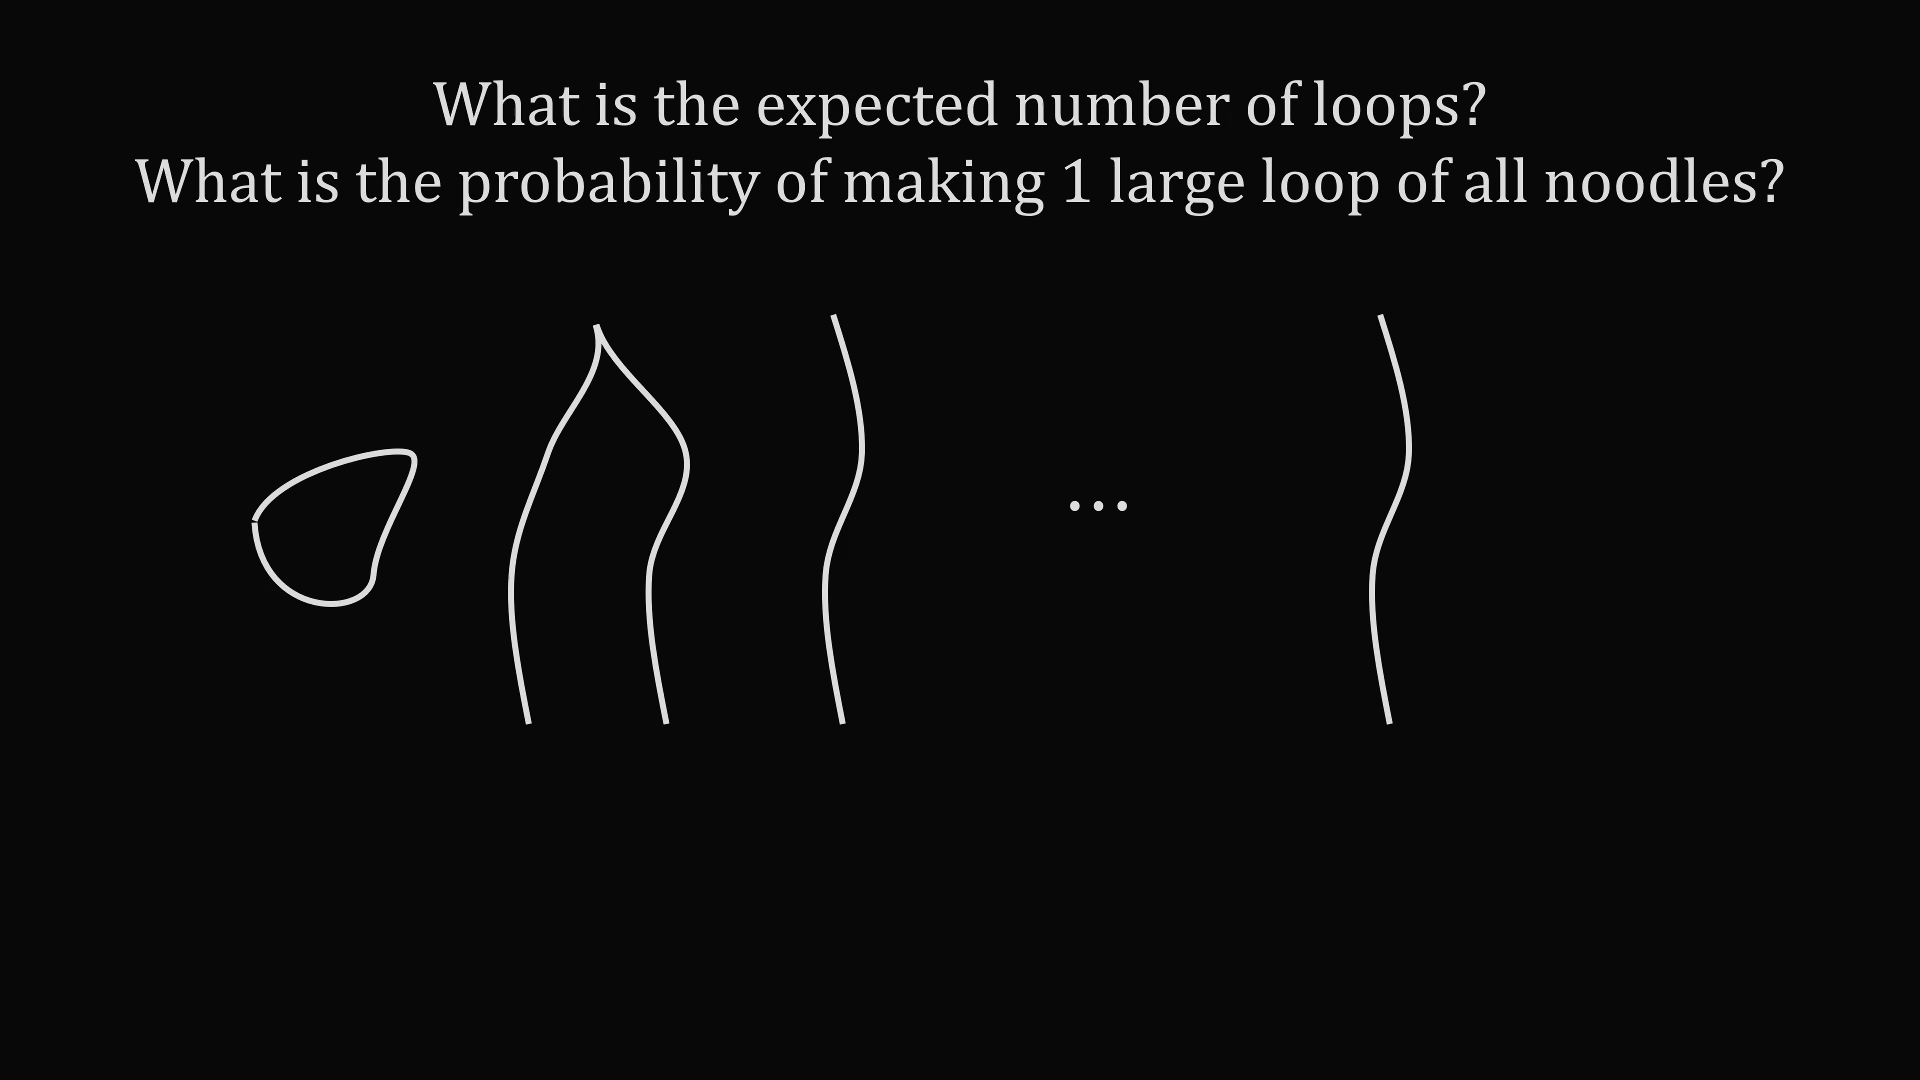 What is the expected number of loops?
What is the probability of making 1 large loop of all noodles?
...